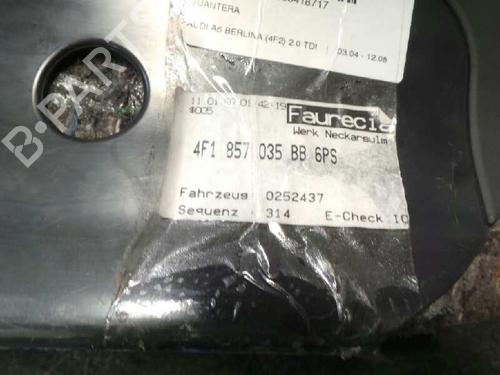 GUANTERA
AUDI A6 BERLINA (4F2) 2.0 TDI | 03.04 - 12.08
#005
Faurecia
Werk Neckarsulm
4F1 857 035 BB 6PS
Fahrzeug 0252437
Sequenz : 314 E-Check IO
B-Parts